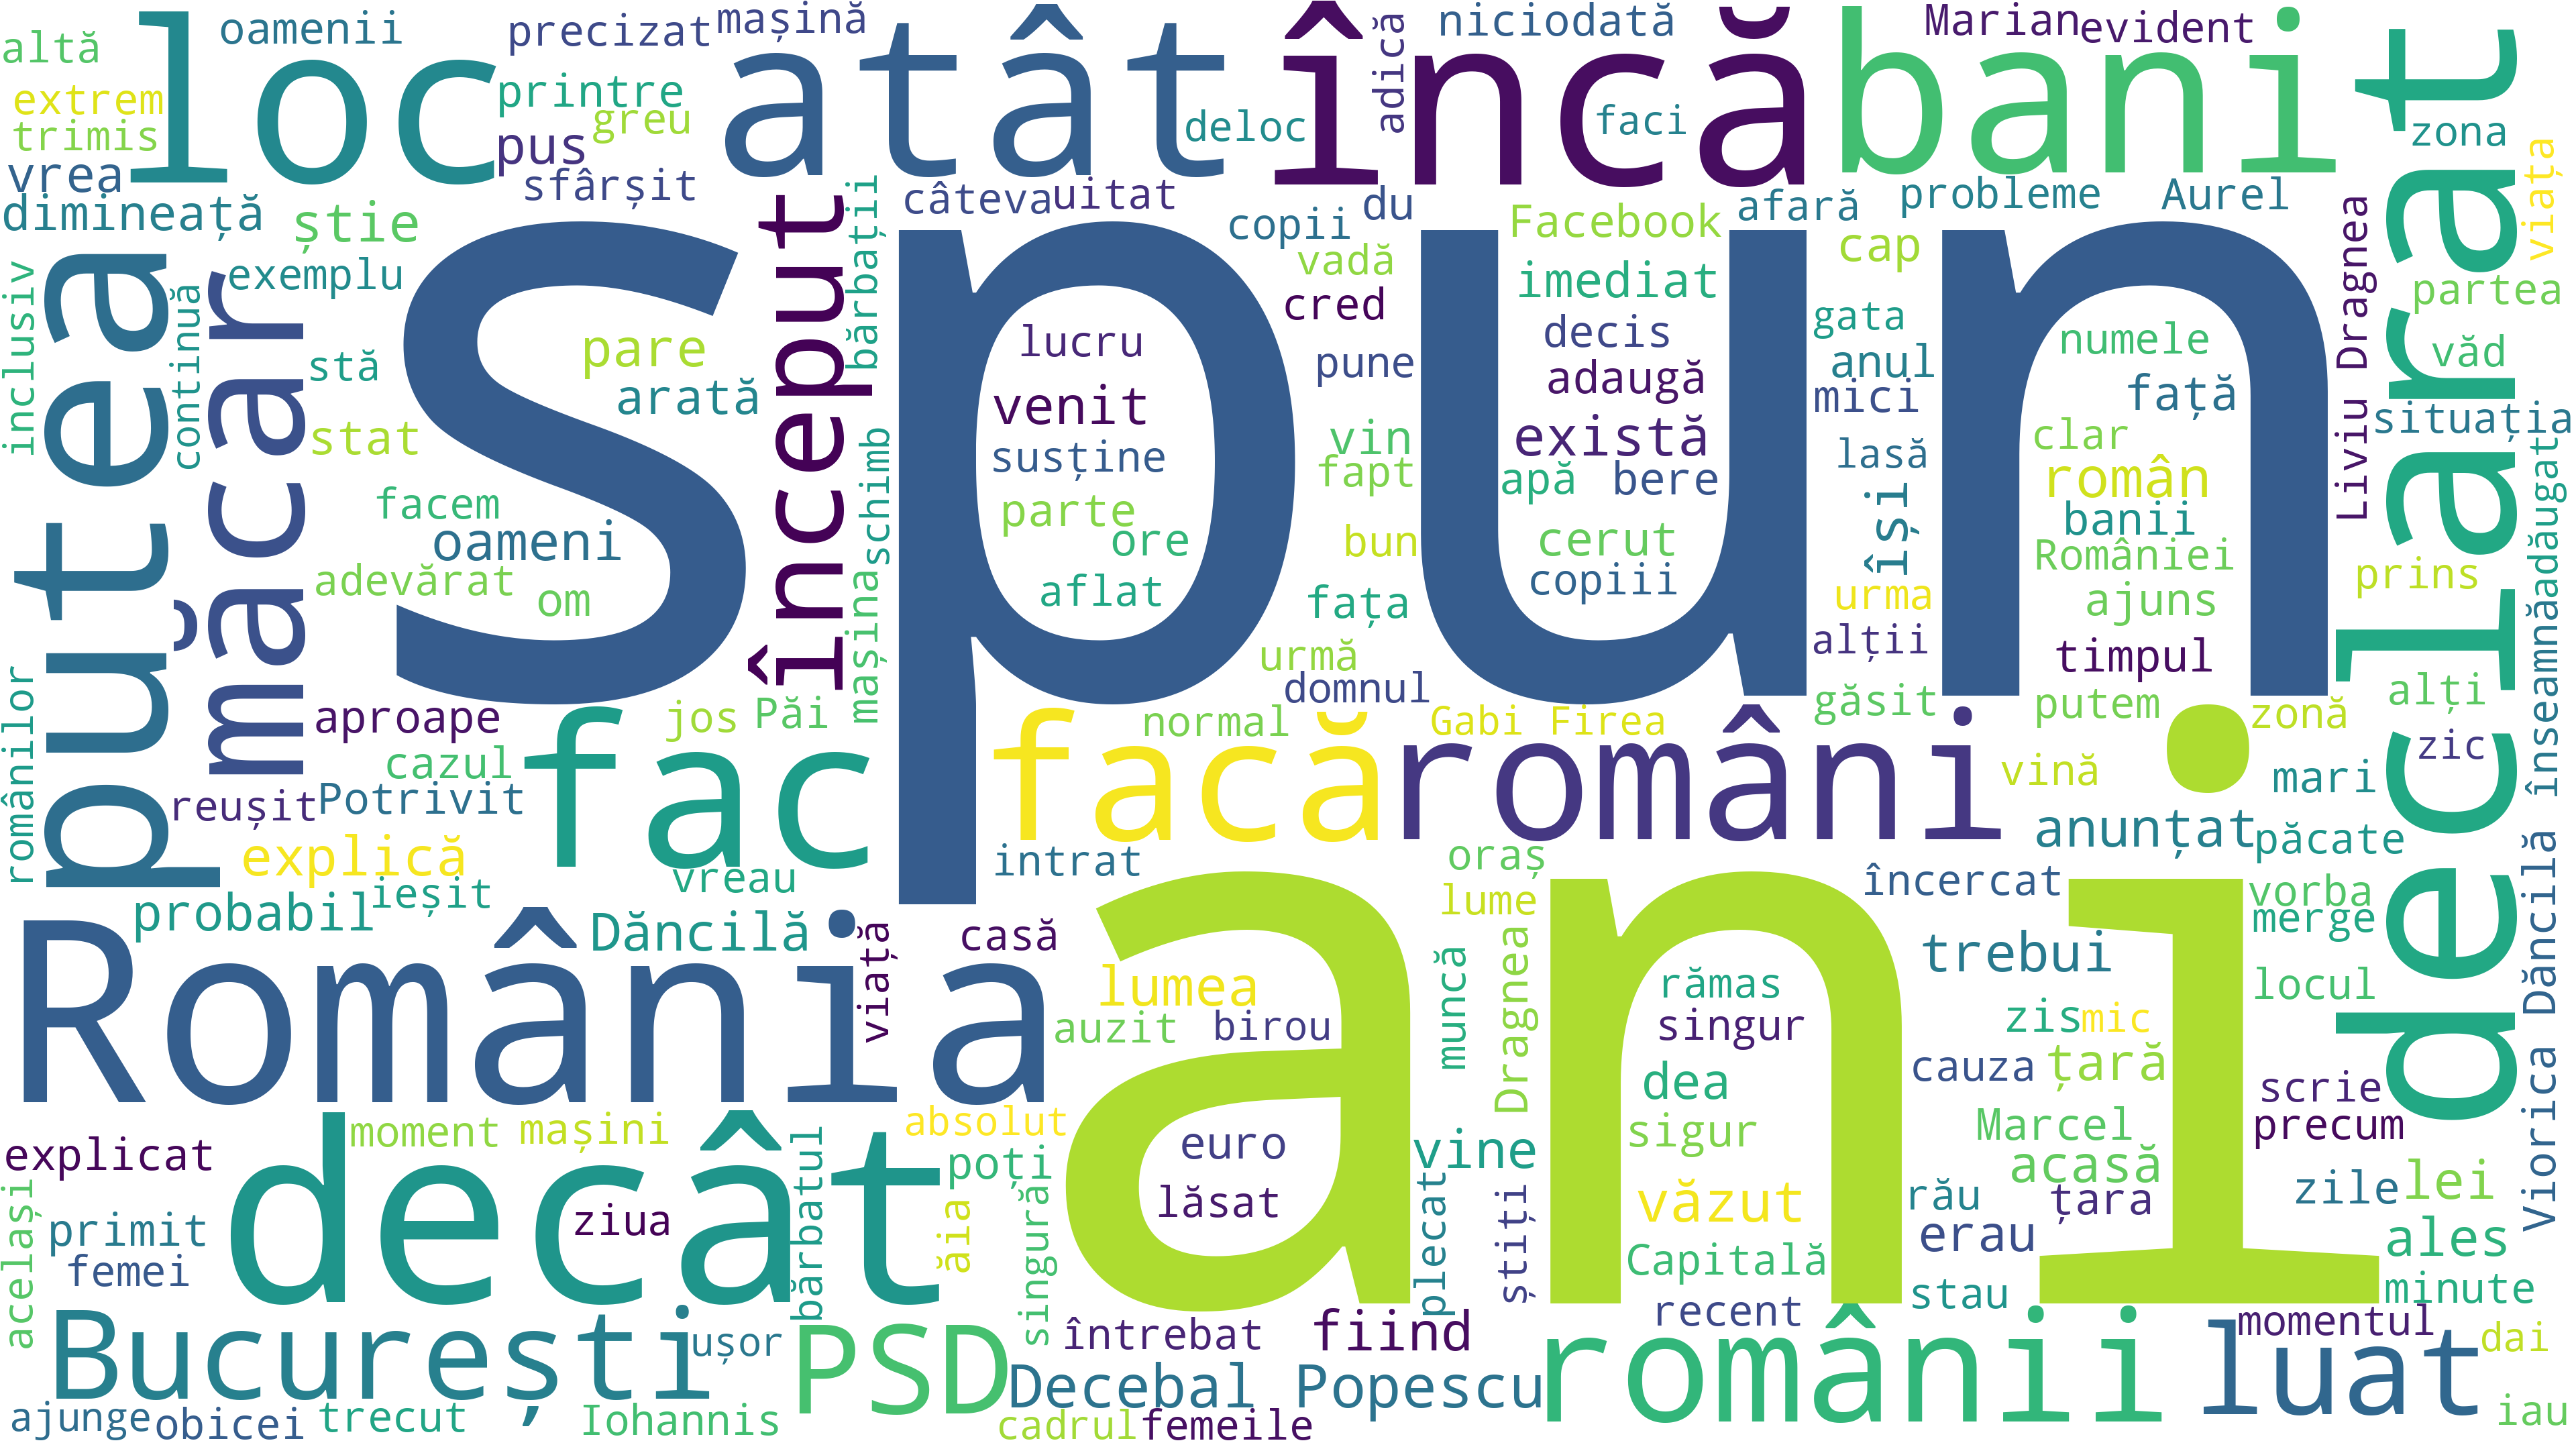 spun
ani
România
decât
declarat
încă
bani
atât
loc
putea
măcar
început
fac
facă
români
românii
București
PSD
luat
altă
oamenii
precizat
mașină
niciodată
Marian
evident
adică
extrem
printre
greu
trimis
pus
deloc
faci
zona
vrea
sfârșit
viața
dimineață
știe
bărbații
câteva
uitat
copii
du
Facebook
afară
probleme
Aurel
cap
Liviu Dragnea
exemplu
vadă
imediat
cred
gata
partea
inclusiv
continuă
stă
pare
arată
lucru
decis
pune
adaugă
anul
mici
numele
față
văd
situația
venit
stat
susține
vin
fapt
există
apă
bere
lasă
clar
român
schimb
facem
oameni
parte
ore
bun
cerut
copiii
își
banii
României
adăugat
adevărat
om
aflat
fața
urma
ajuns
prins
mașina
urmă
domnul
alții
timpul
înseamnă
românilor
aproape
jos
Păi
normal
Gabi Firea
găsit
putem
zonă
alți
zic
cazul
reușit
Potrivit
vină
mari
explică
vreau
intrat
oraș
anunțat
păcate
ieșit
probabil
lume
încercat
vorba
merge
Dăncilă
viață
casă
lumea
muncă
Dragnea
trebui
rămas
locul
Viorica Dăncilă
auzit
birou
singur
zis
mic
cauza
țară
dea
scrie
explicat
moment
mașini
absolut
sigur
Marcel
precum
bărbatul
poți
euro
vine
acasă
același
primit
ziua
ăia
singură
lăsat
plecat
știți
văzut
rău
țara
zile
lei
femei
erau
ales
Capitală
stau
minute
ușor
întrebat
fiind
recent
momentul
dai
Decebal Popescu
ajunge
obicei
trecut
Iohannis
cadrul
femeile
iau